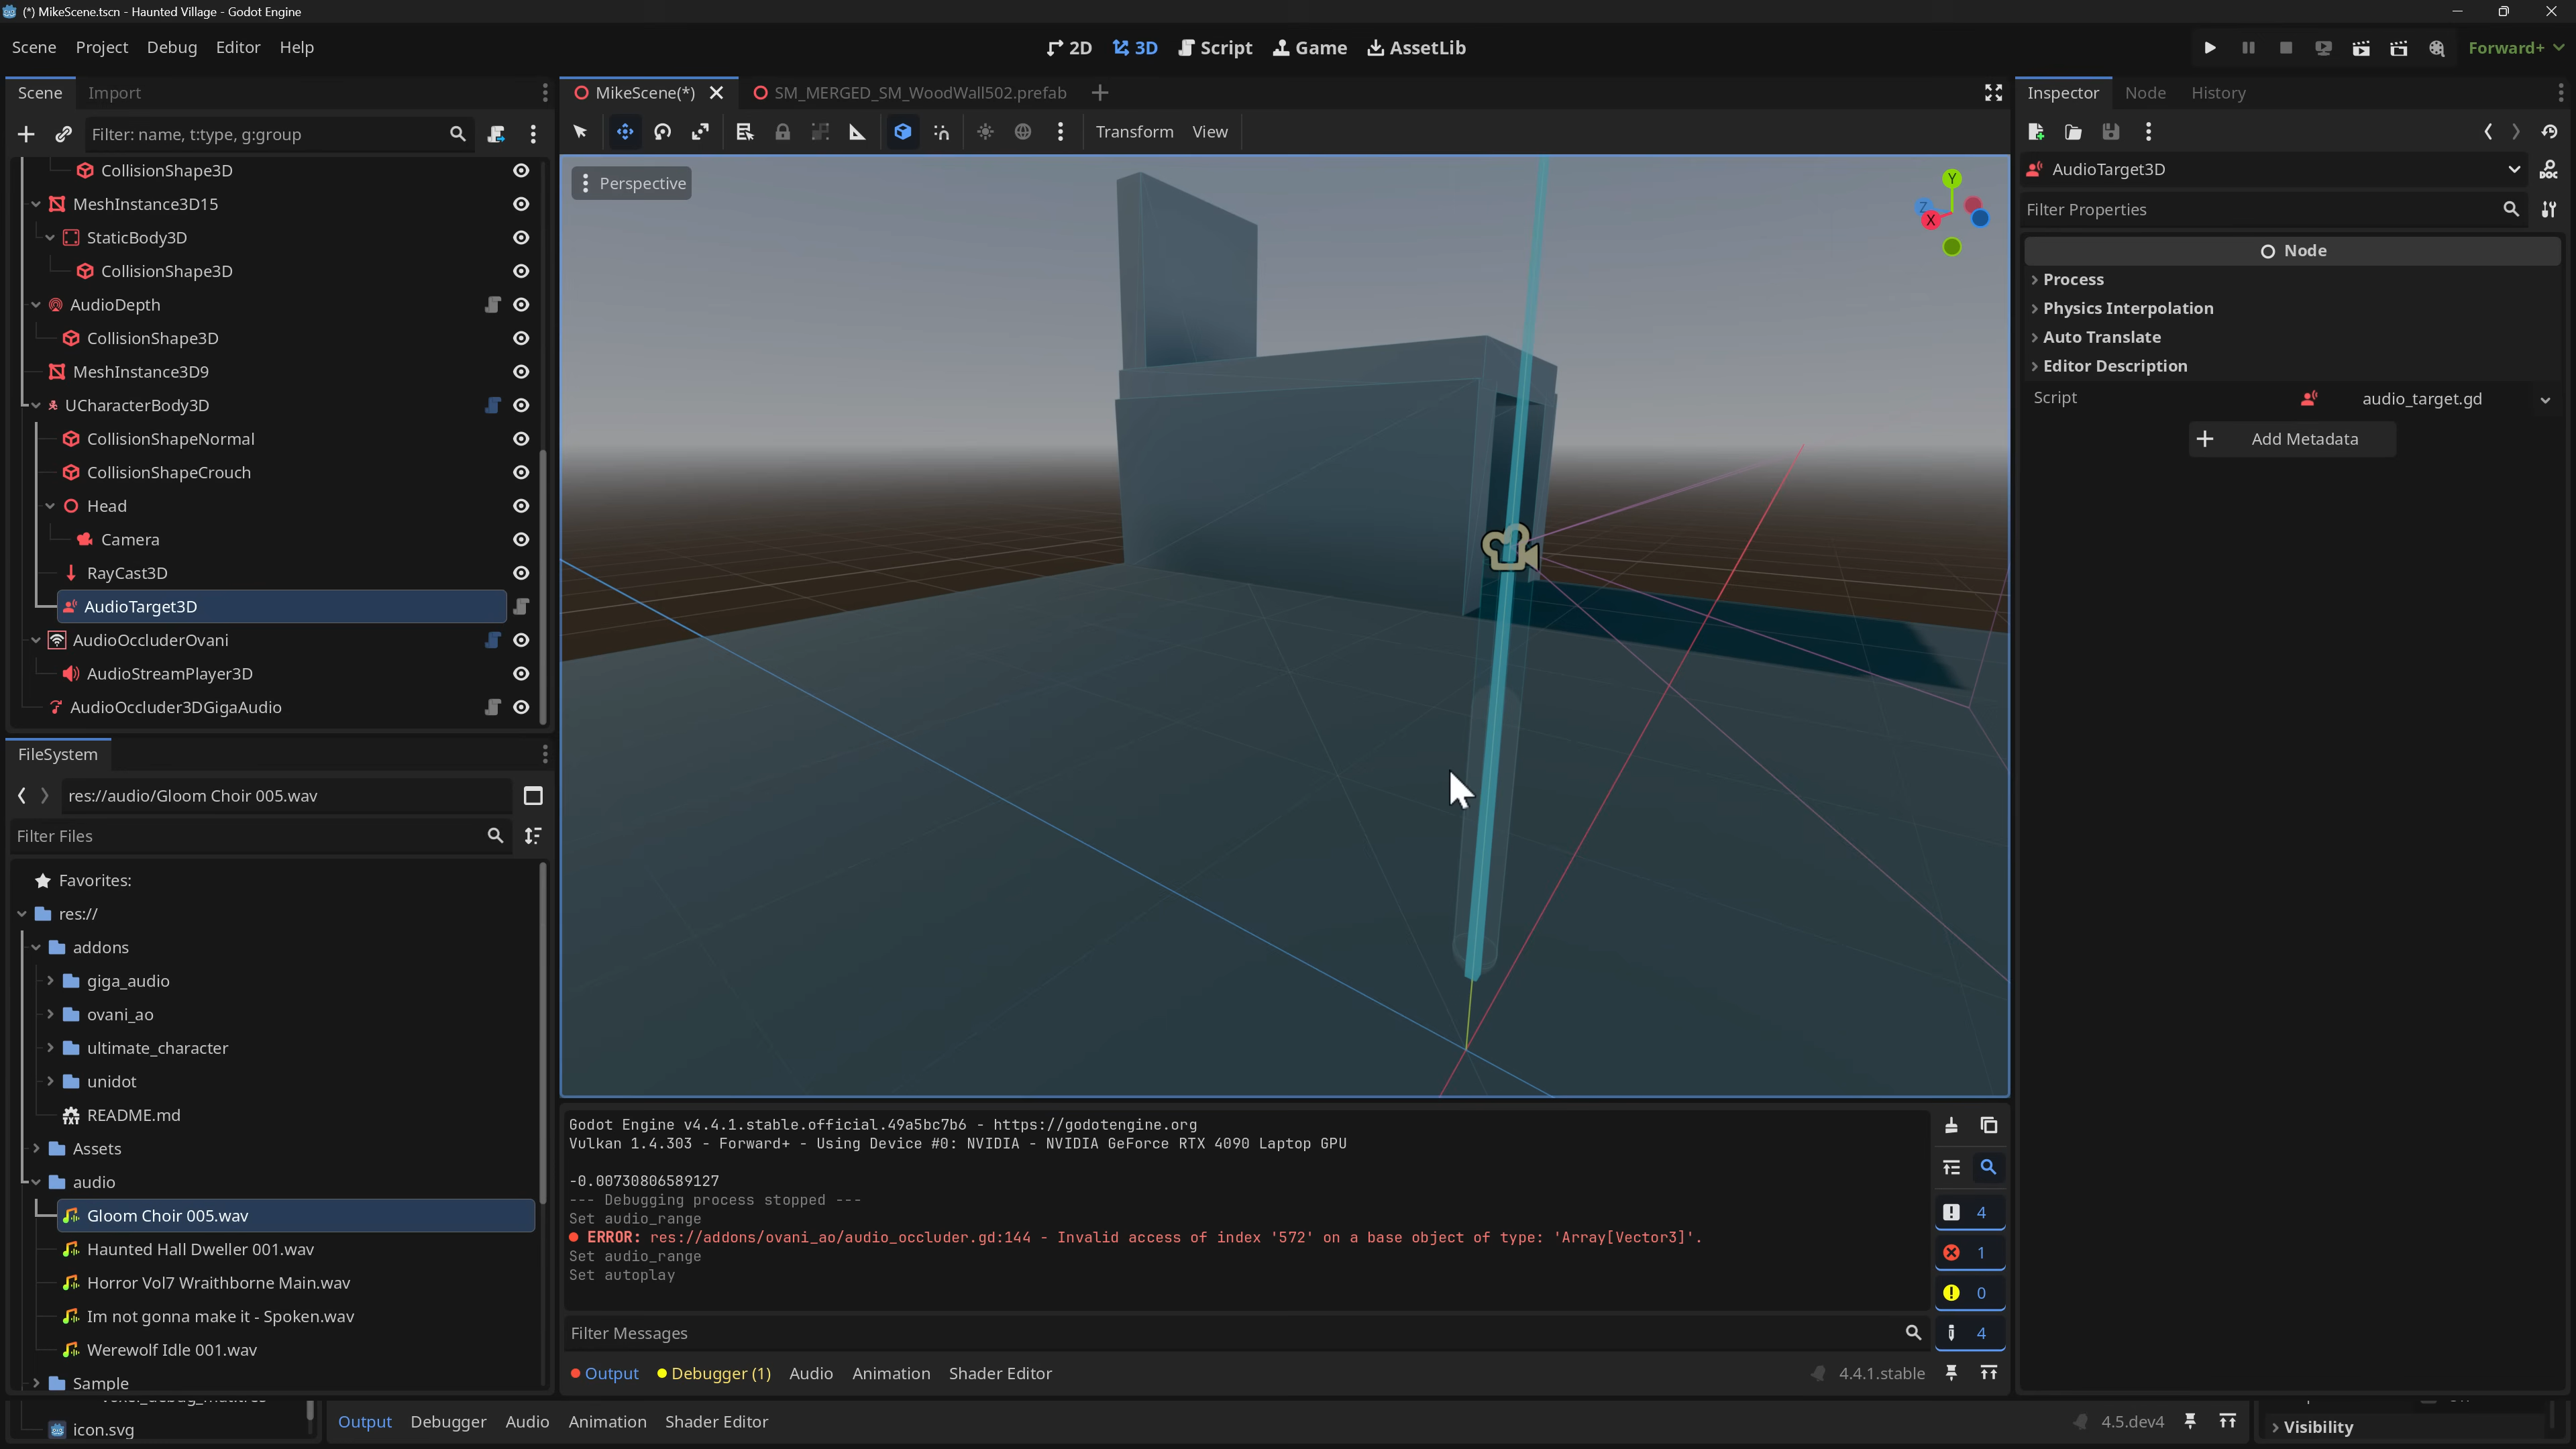 (*) MikeScene.tscn - Haunted Village - Godot Engine
Scene Project Debug Editor Help
2D 3D Script Game AssetLib
Forward+
Scene Import
MikeScene(*) SM_MERGED_SM_WoodWall502.prefab
Inspector Node History
Filter: name, t:type, g:group
Transform View
CollisionShape3D
MeshInstance3D15
StaticBody3D
CollisionShape3D
AudioDepth
CollisionShape3D
MeshInstance3D9
UCharacterBody3D
CollisionShapeNormal
CollisionShapeCrouch
Head
Camera
RayCast3D
AudioTarget3D
AudioOccluderOvani
AudioStreamPlayer3D
AudioOccluder3DGigaAudio
Perspective
Y
Z
X
AudioTarget3D
DOC
Filter Properties
Node
Process
Physics Interpolation
Auto Translate
Editor Description
Script audio_target.gd
Add Metadata
FileSystem
res://audio/Gloom Choir 005.wav
Filter Files
Favorites:
res://
addons
giga_audio
ovani_ao
ultimate_character
unidot
README.md
Assets
audio
Gloom Choir 005.wav
Haunted Hall Dweller 001.wav
Horror Vol7 Wraithborne Main.wav
Im not gonna make it - Spoken.wav
Werewolf Idle 001.wav
Sample
Godot Engine v4.4.1.stable.official.49a5bc7b6 - https://godotengine.org
Vulkan 1.4.303 - Forward+ - Using Device #0: NVIDIA - NVIDIA GeForce RTX 4090 Laptop GPU
-0.00730806589127
--- Debugging process stopped ---
Set audio_range
ERROR: res://addons/ovani_ao/audio_occluder.gd:144 - Invalid access of index '572' on a base object of type: 'Array[Vector3]'.
Set audio_range
Set autoplay
4
1
0
4
Filter Messages
Output Debugger (1) Audio Animation Shader Editor
4.4.1.stable
icon.svg
Output Debugger Audio Animation Shader Editor
4.5.dev4
Visibility